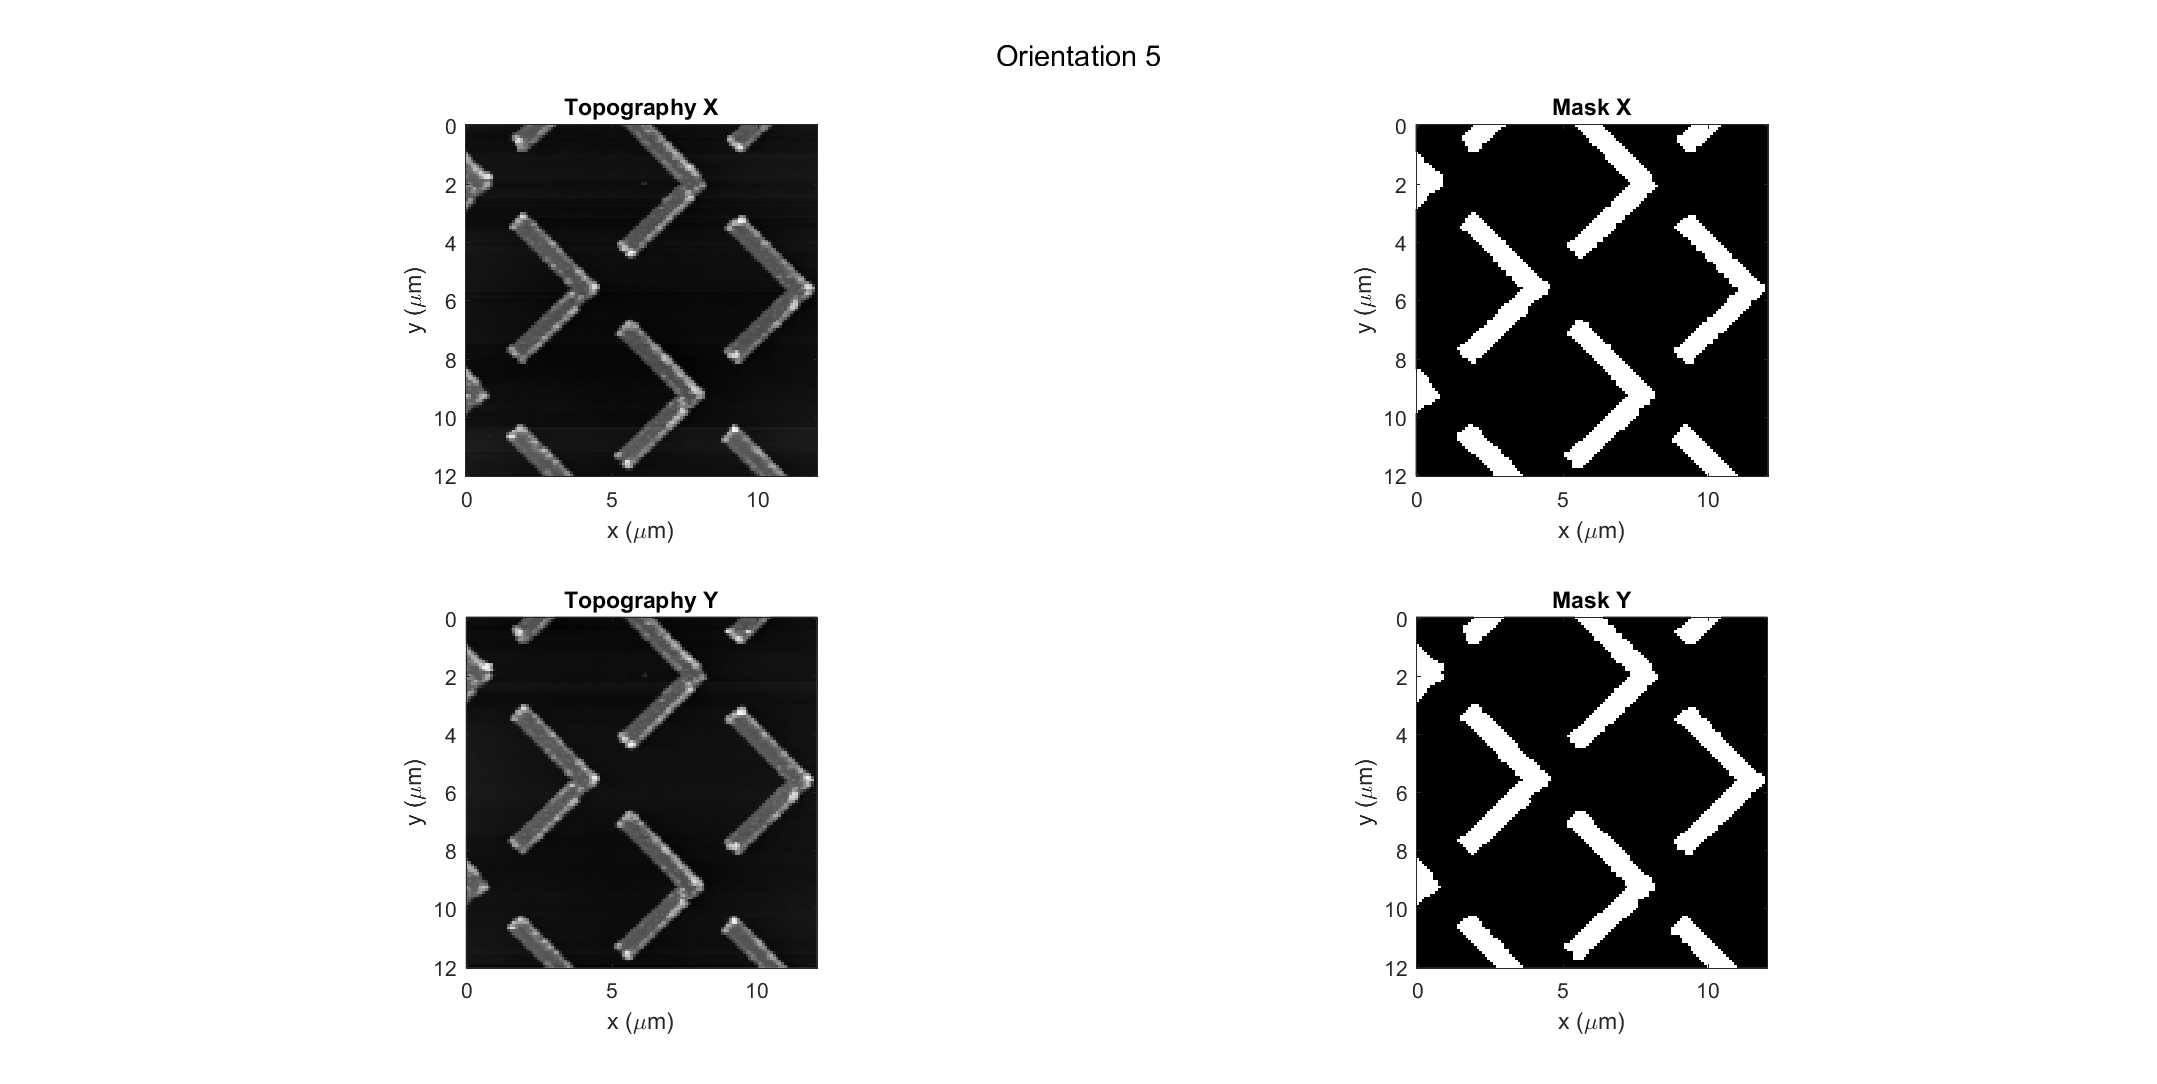 Orientation 5
Topography X
0
2
4
6
8
10
12
y (μm)
0 5 10
x (μm)
Mask X
0
2
4
6
8
10
12
y (μm)
0 5 10
x (μm)
Topography Y
0
2
4
6
8
10
12
y (μm)
0 5 10
x (μm)
Mask Y
0
2
4
6
8
10
12
y (μm)
0 5 10
x (μm)